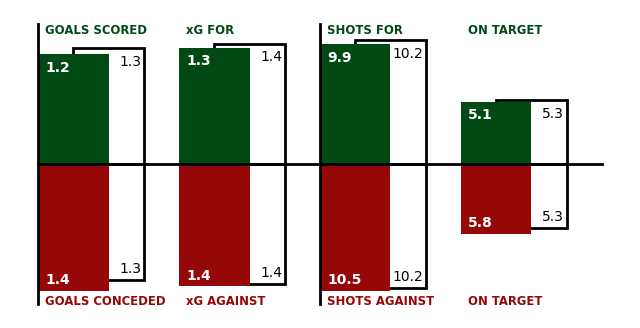 GOALS SCORED xG FOR SHOTS FOR ON TARGET
1.2 1.3 1.3 1.4 9.9 10.2 5.1 5.3
1.4 1.3 1.4 1.4 10.5 10.2 5.8 5.3
GOALS CONCEDED xG AGAINST SHOTS AGAINST ON TARGET